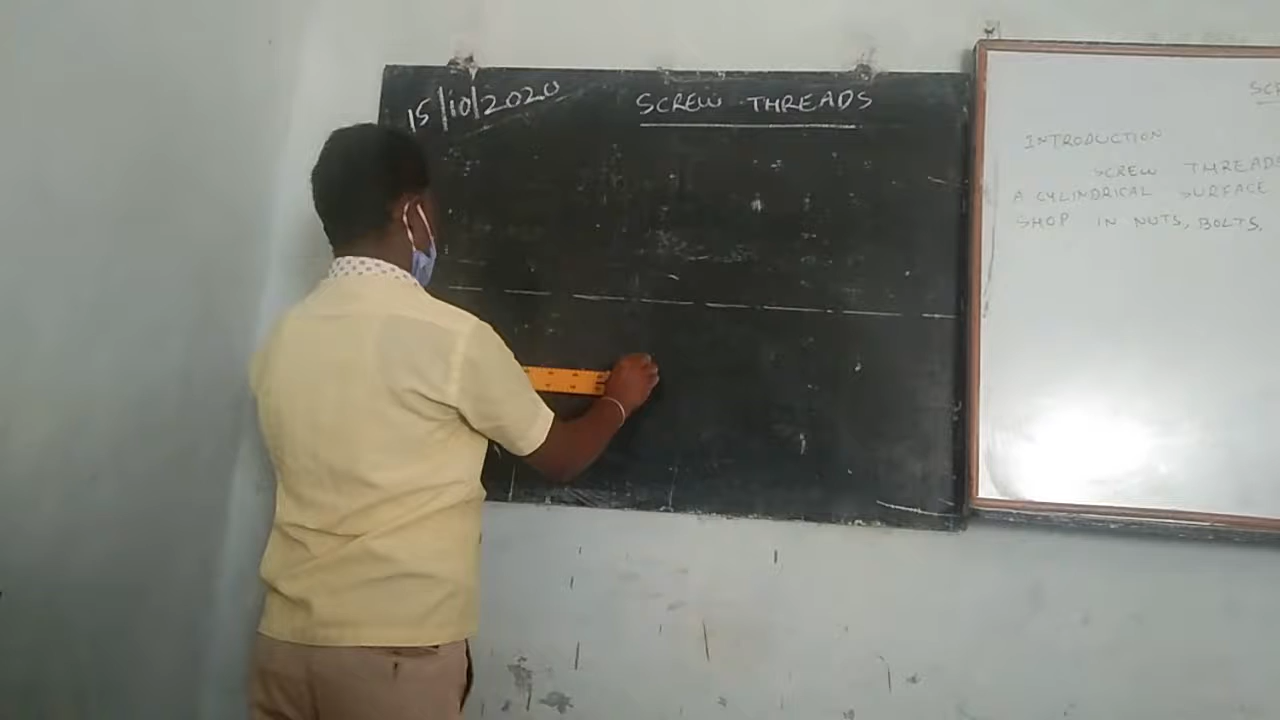 15/10/2020
SCREW THREADS
INTRODUCTION
SCREW THREADS
A CYLINDRICAL SURFACE
SHOP IN NUTS, BOLTS,